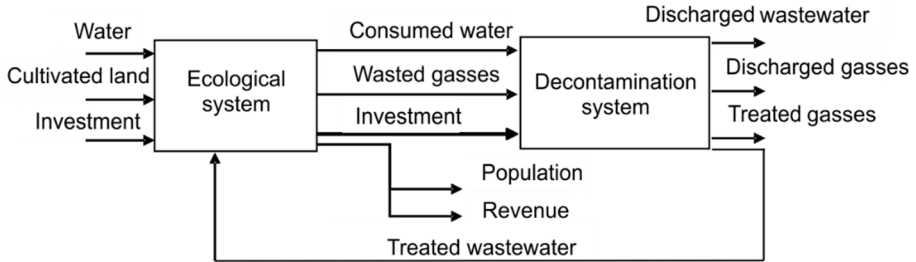 Water
Cultivated land
Investment
Ecological
system
Consumed water
Wasted gasses
Investment
Population
Revenue
Decontamination
system
Discharged wastewater
Discharged gasses
Treated gasses
Treated wastewater